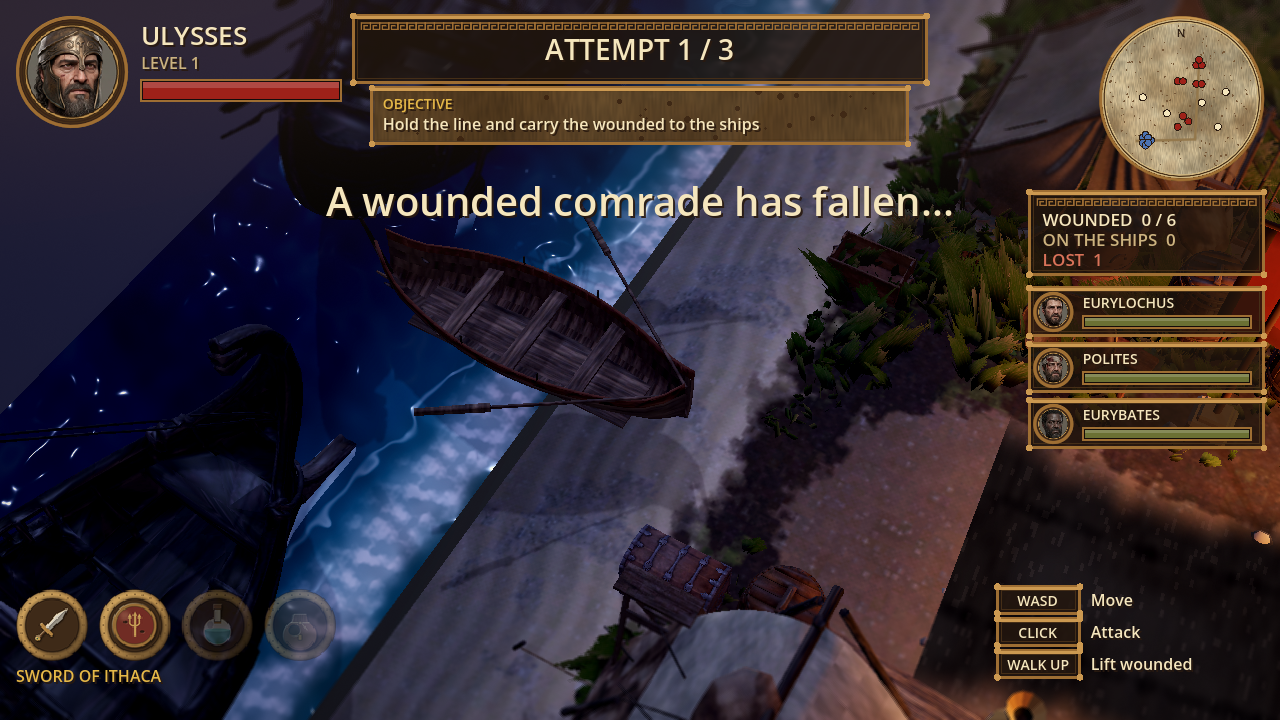 ULYSSES
LEVEL 1
ATTEMPT 1 / 3
OBJECTIVE
Hold the line and carry the wounded to the ships
N
A wounded comrade has fallen...
WOUNDED 0 / 6
ON THE SHIPS 0
LOST 1
EURYLOCHUS
POLITES
EURYBATES
SWORD OF ITHACA
WASD Move
CLICK Attack
WALK UP Lift wounded